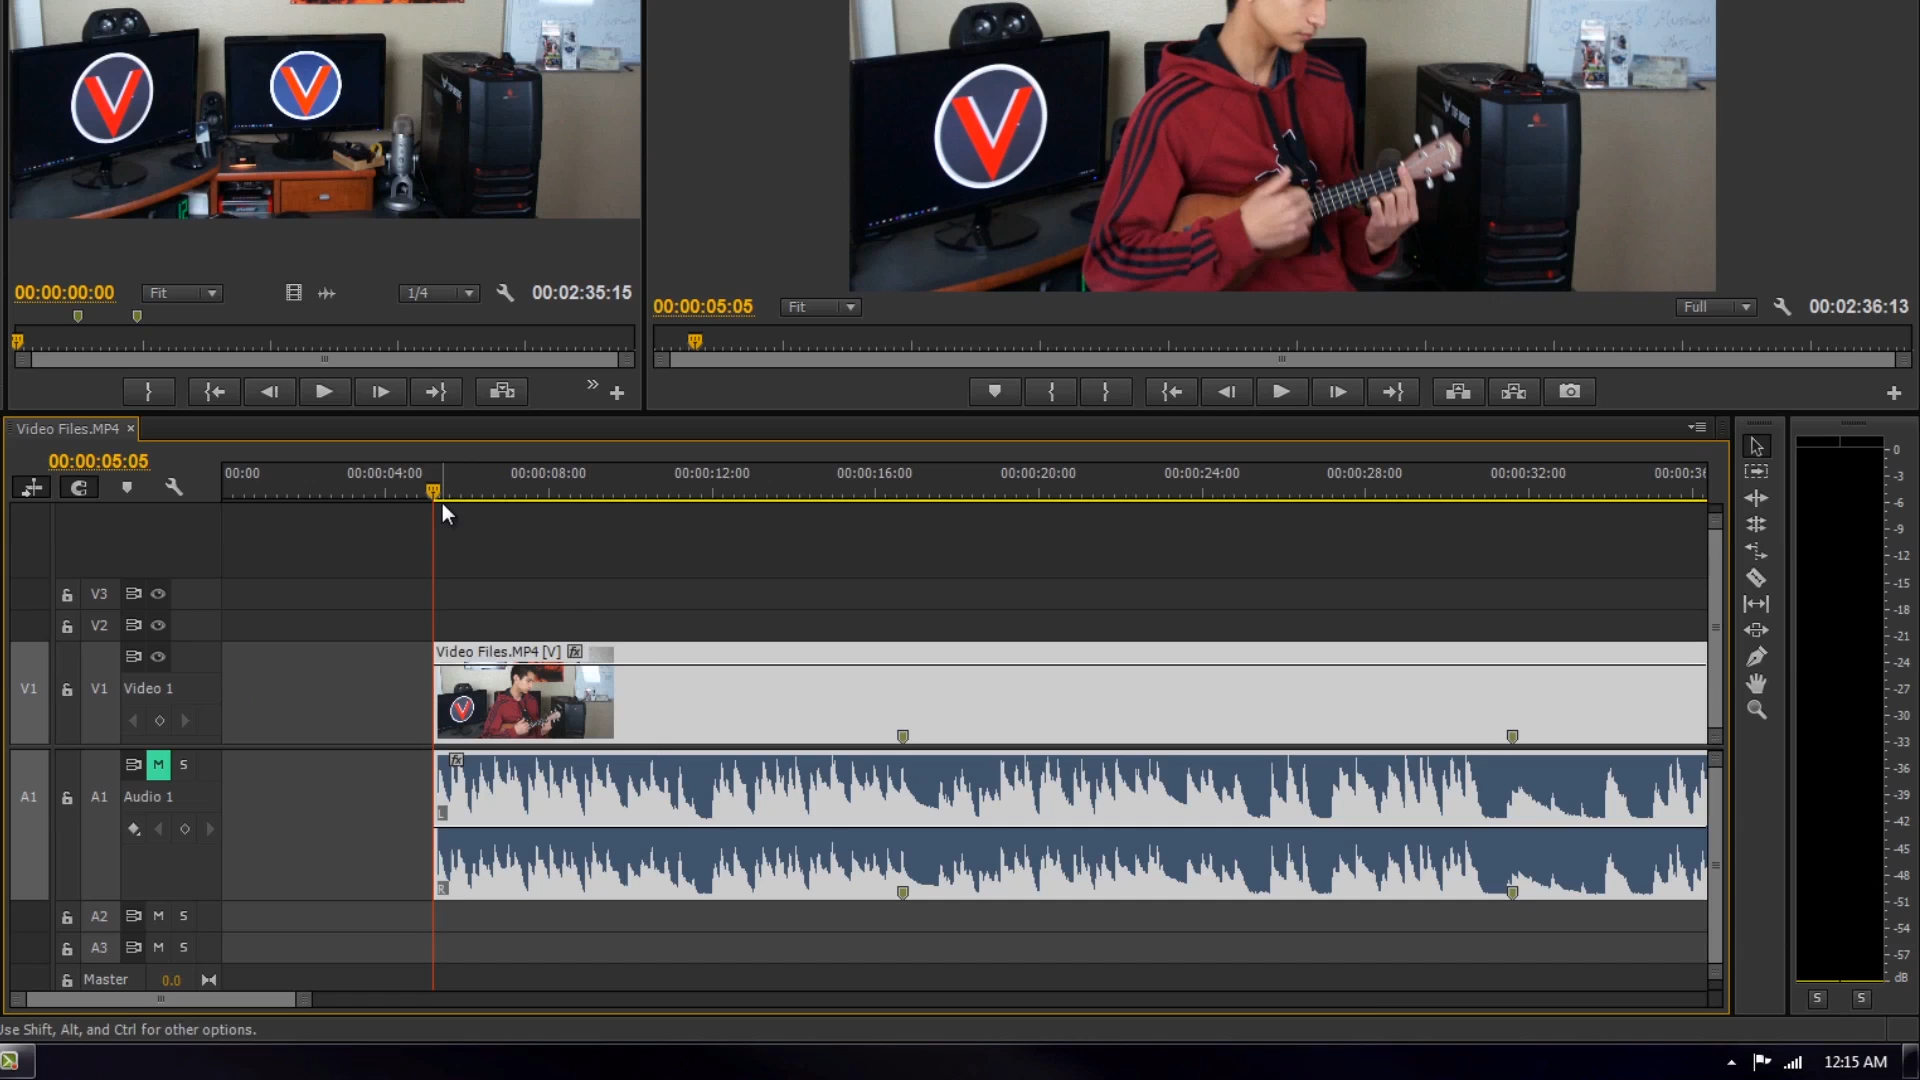 V
V
V
00:00:00:00
Fit
1/4
00:02:35:15
00:00:05:05
Fit
Full
00:02:36:13
Video Files.MP4 ×
00:00:05:05
00:00
00:00:04:00
00:00:08:00
00:00:12:00
00:00:16:00
00:00:20:00
00:00:24:00
00:00:28:00
00:00:32:00
V3
V2
Video Files.MP4 [V] fx
V1
V1
Video 1
M
S
fx
A1
A1
Audio 1
L
R
A2
M
S
A3
M
S
Master
0.0
0
-3
-6
-9
-12
-15
-18
-21
-24
-27
-30
-33
-36
-39
-42
-45
-48
-51
-54
-57
dB
S
S
Use Shift, Alt, and Ctrl for other options.
12:15 AM